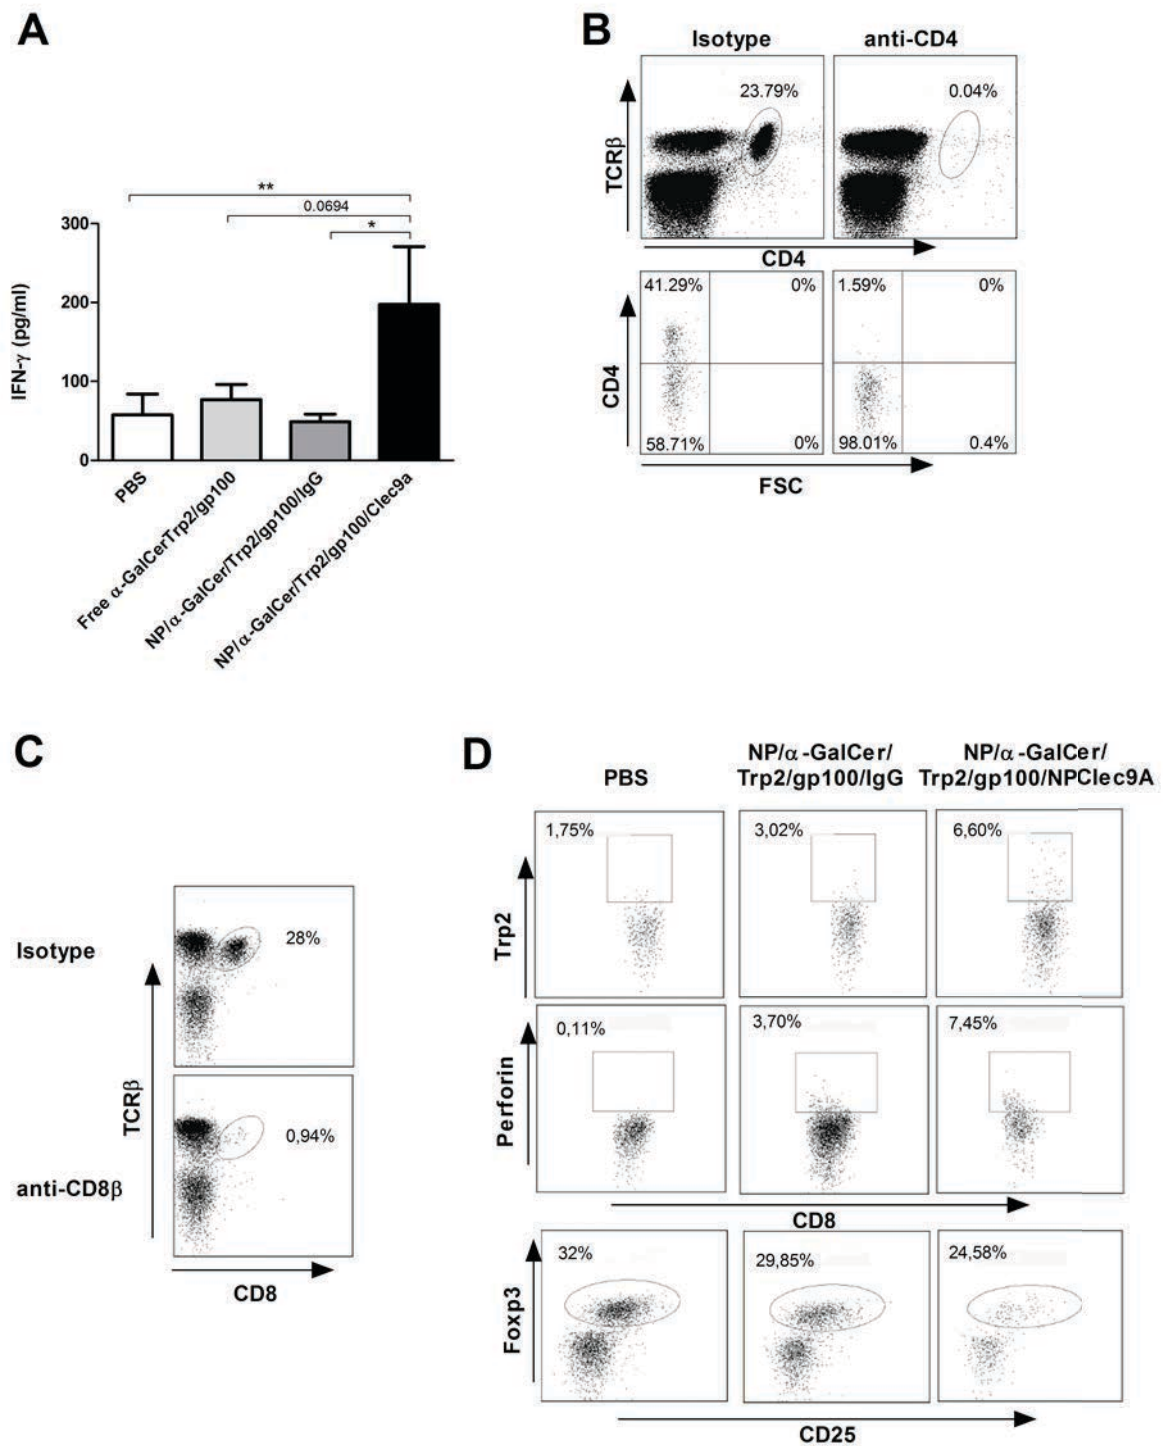 A
**
0.0694
*
300
200
100
0
IFN-γ (pg/ml)
PBS
Free α-GalCerTrp2/gp100
NP/α-GalCer/Trp2/gp100/IgG
NP/α-GalCer/Trp2/gp100/Clec9a
B
Isotype
anti-CD4
23.79%
0.04%
TCRβ
CD4
41.29%
0%
1.59%
0%
CD4
58.71%
0%
98.01%
0.4%
FSC
C
Isotype
28%
TCRβ
anti-CD8β
0,94%
CD8
D
PBS
NP/α-GalCer/
Trp2/gp100/IgG
NP/α-GalCer/
Trp2/gp100/NPClec9A
1,75%
3,02%
6,60%
Trp2
0,11%
3,70%
7,45%
Perforin
CD8
32%
29,85%
24,58%
Foxp3
CD25